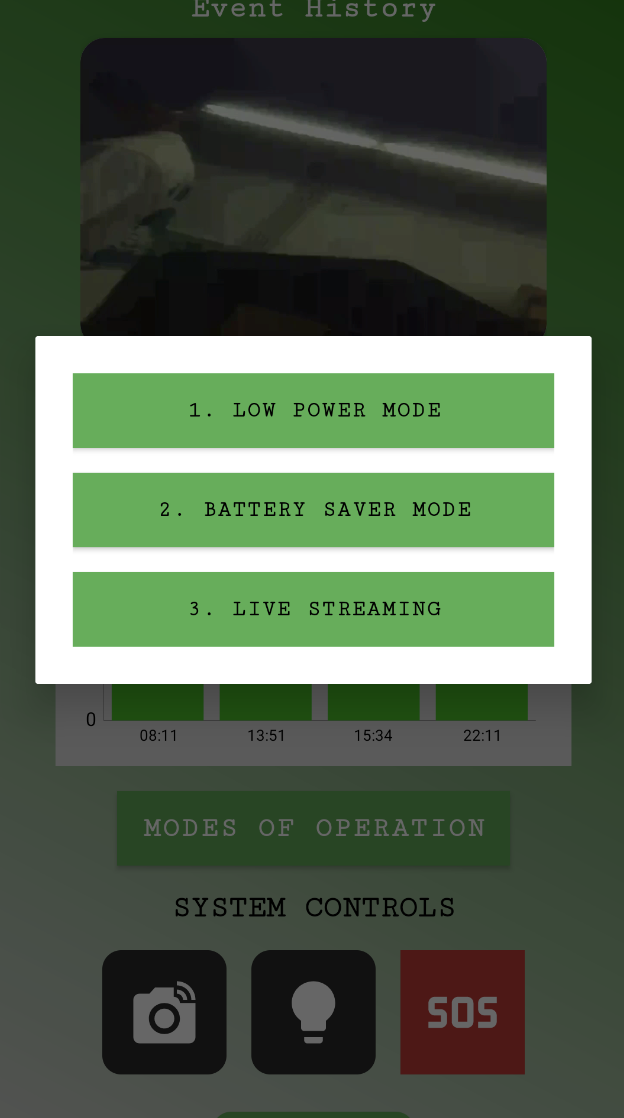 Event History
1. LOW POWER MODE
2. BATTERY SAVER MODE
3. LIVE STREAMING
0
08:11 13:51 15:34 22:11
MODES OF OPERATION
SYSTEM CONTROLS
SOS